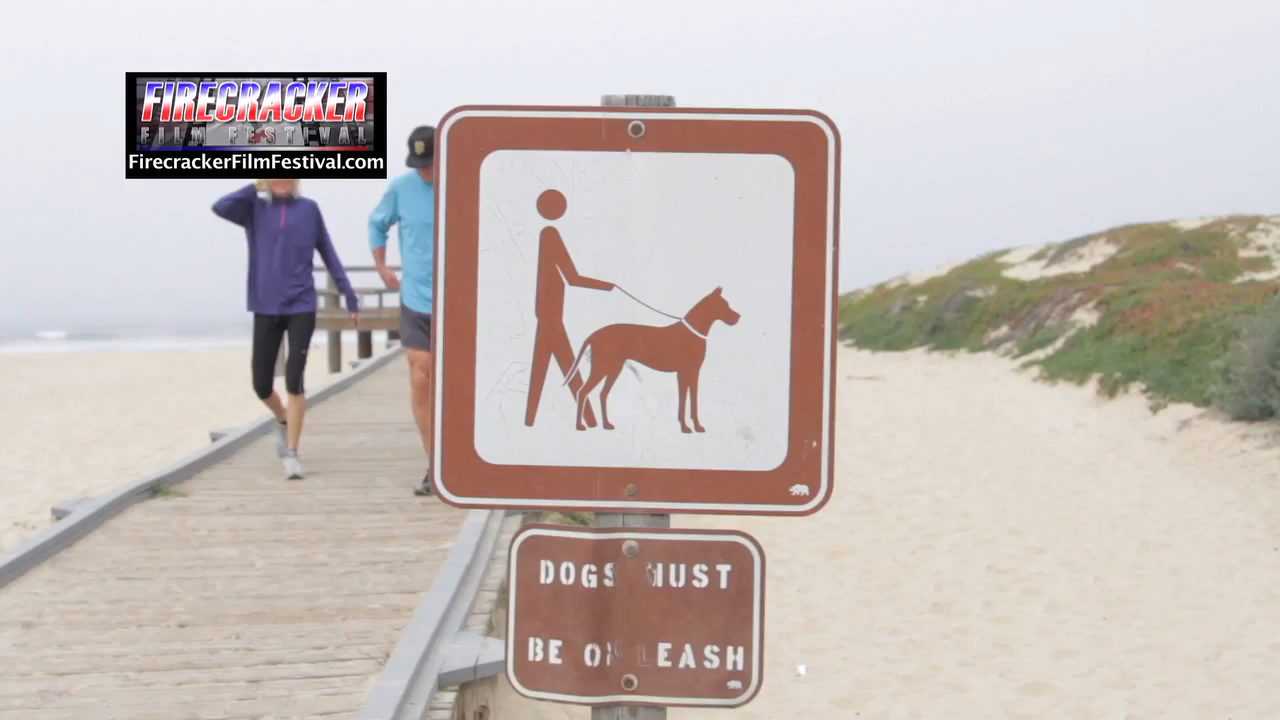 FIRECRACKER
FILM FESTIVAL
FirecrackerFilmFestival.com
DOGS MUST
BE ON LEASH